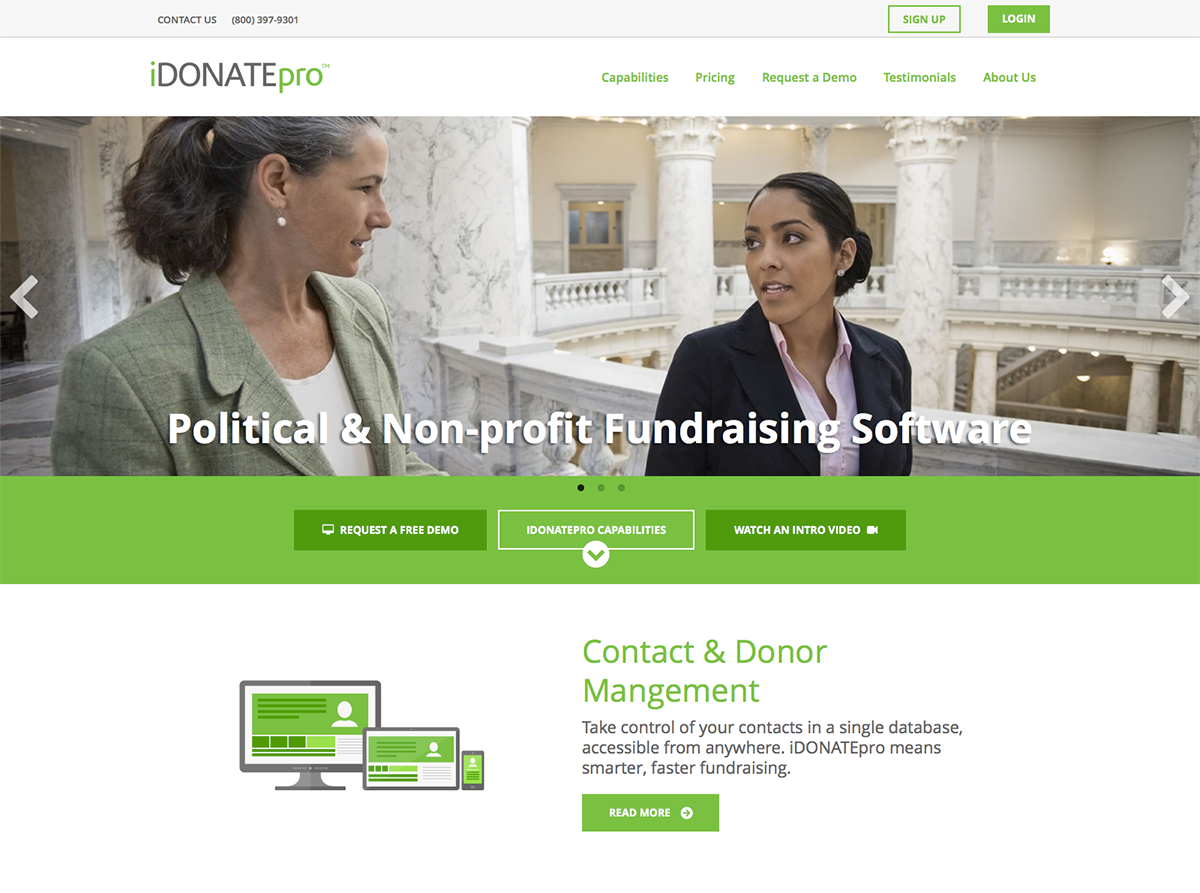 CONTACT US (800) 397-9301 SIGN UP LOGIN
iDONATEpro™ Capabilities Pricing Request a Demo Testimonials About Us
Political & Non-profit Fundraising Software
REQUEST A FREE DEMO IDONATEPRO CAPABILITIES WATCH AN INTRO VIDEO
Contact & Donor
Mangement
Take control of your contacts in a single database,
accessible from anywhere. iDONATEpro means
smarter, faster fundraising.
READ MORE